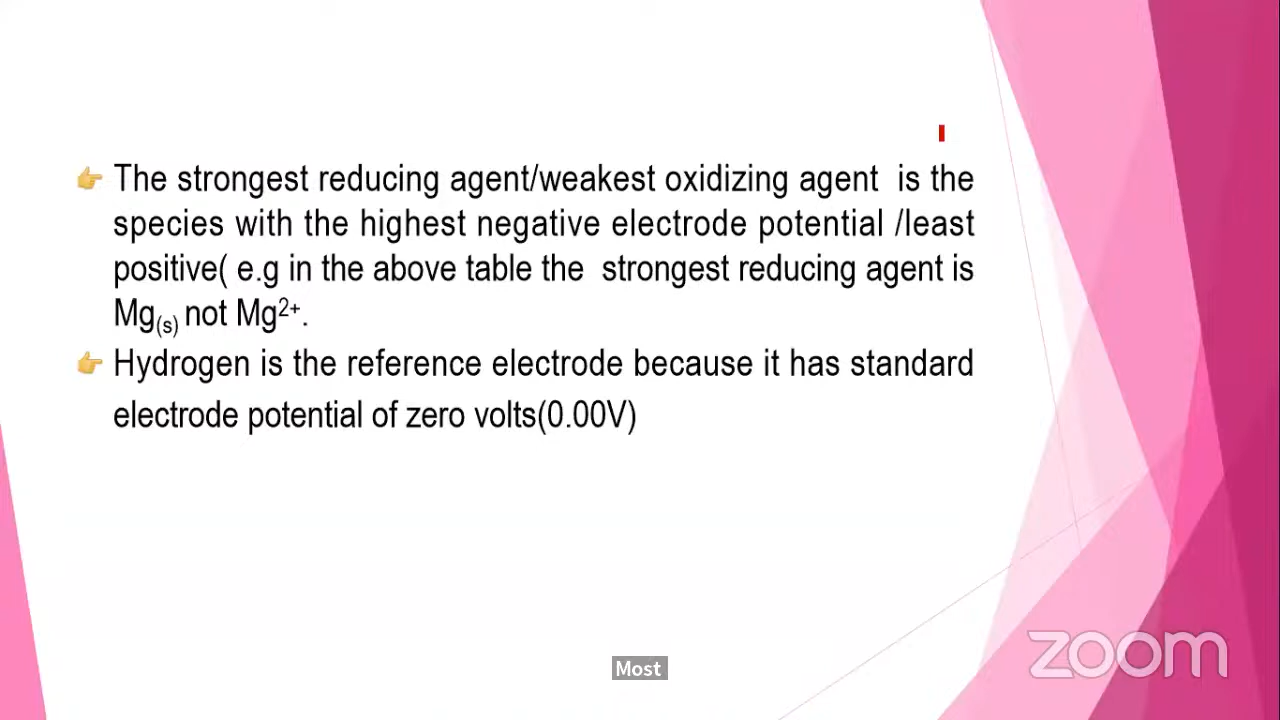 The strongest reducing agent/weakest oxidizing agent is the
species with the highest negative electrode potential /least
positive( e.g in the above table the strongest reducing agent is
Mg(s) not Mg²⁺.
Hydrogen is the reference electrode because it has standard
electrode potential of zero volts(0.00V)
Most
zoom